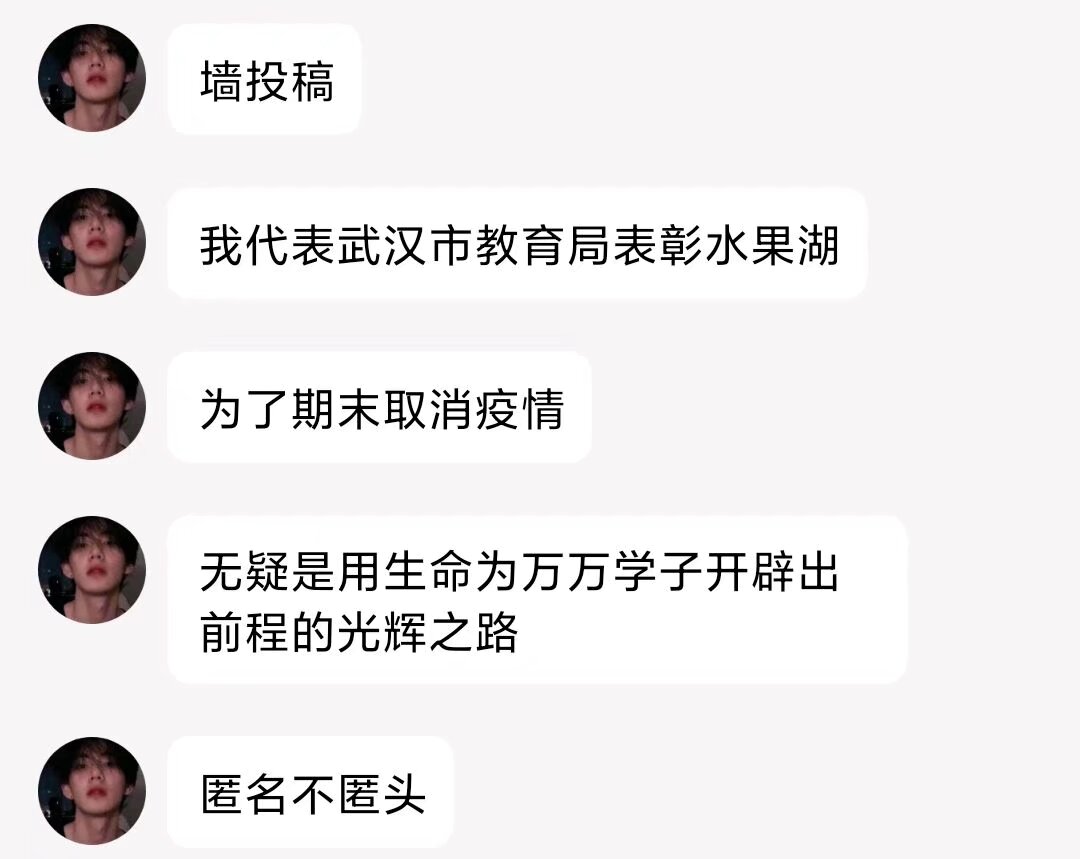 墙投稿
我代表武汉市教育局表彰水果湖
为了期末取消疫情
无疑是用生命为万万学子开辟出
前程的光辉之路
匿名不匿头